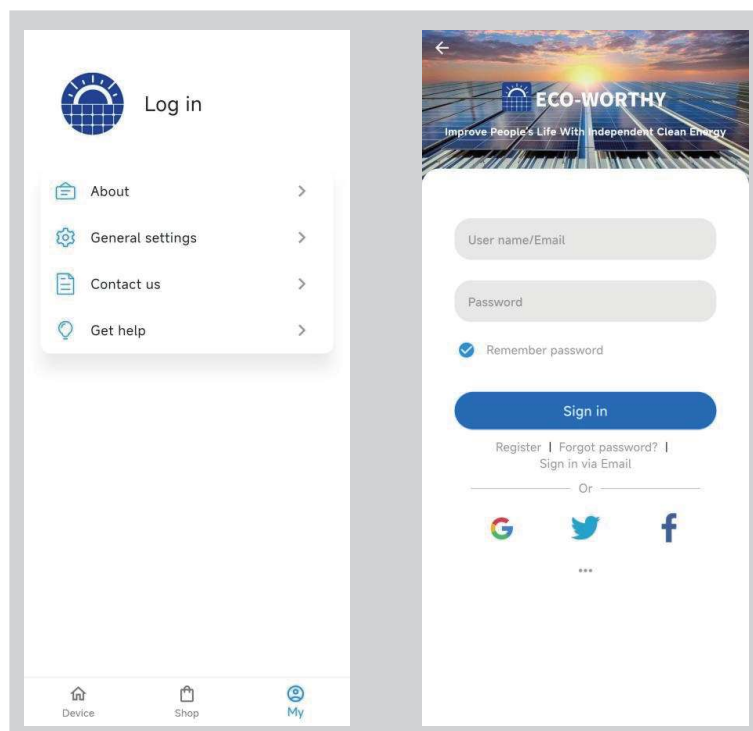 Log in
About
General settings
Contact us
Get help
Device
Shop
My
ECO-WORTHY
Improve People's Life With Independent Clean Energy
User name/Email
Password
Remember password
Sign in
Register | Forgot password? |
Sign in via Email
Or